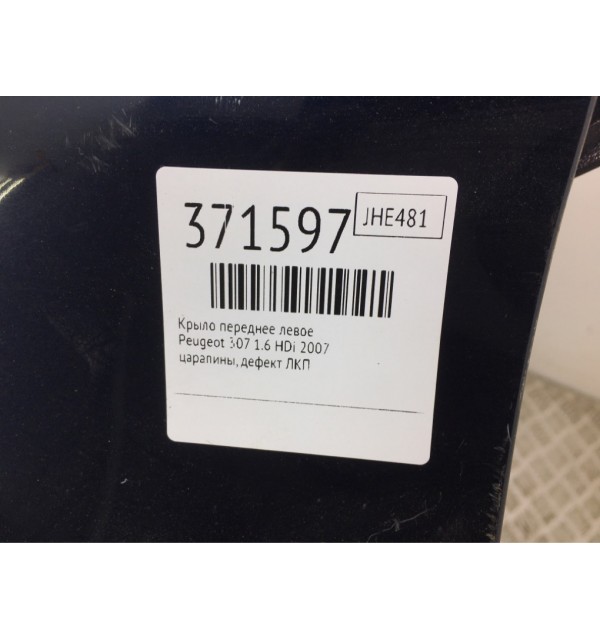 371597
JHE481
Крыло переднее левое
Peugeot 307 1.6 HDi 2007
царапины, дефект ЛКП